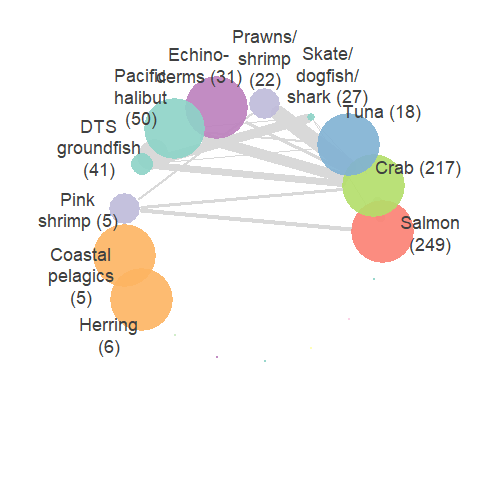 Prawns/
shrimp
(22)
Skate/
dogfish/
shark (27)
Echino-
derms (31)
Pacific
halibut
(50)
Tuna (18)
DTS
groundfish
(41)
Crab (217)
Pink
shrimp (5)
Salmon
(249)
Coastal
pelagics
(5)
Herring
(6)